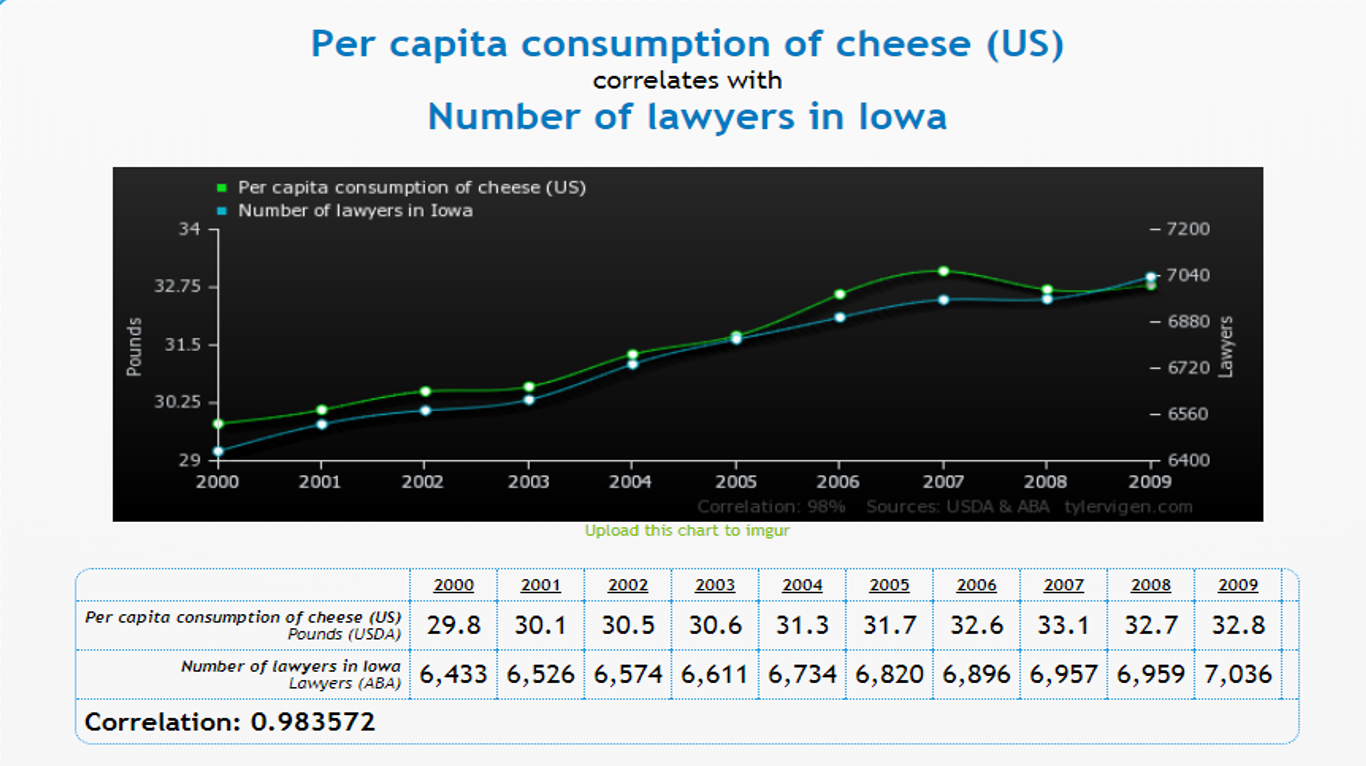 Per capita consumption of cheese (US)
correlates with
Number of lawyers in Iowa
Per capita consumption of cheese (US)
Number of lawyers in Iowa
34
32.75
31.5
30.25
29
Pounds
7200
7040
6880
6720
6560
6400
Lawyers
2000 2001 2002 2003 2004 2005 2006 2007 2008 2009
Correlation: 98% Sources: USDA & ABA tylervigen.com
Upload this chart to imgur
2000 2001 2002 2003 2004 2005 2006 2007 2008 2009
Per capita consumption of cheese (US)
Pounds (USDA)
29.8 30.1 30.5 30.6 31.3 31.7 32.6 33.1 32.7 32.8
Number of lawyers in Iowa
Lawyers (ABA)
6,433 6,526 6,574 6,611 6,734 6,820 6,896 6,957 6,959 7,036
Correlation: 0.983572